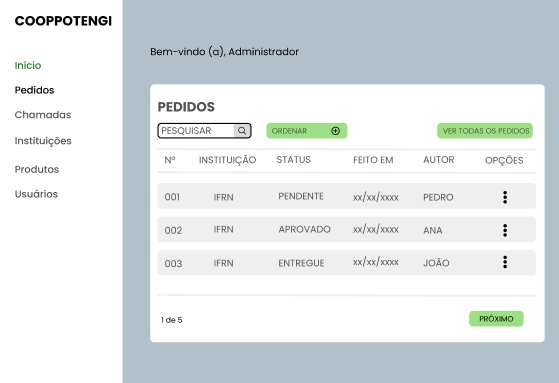 COOPPOTENGI
Inicio
Pedidos
Chamadas
Instituições
Produtos
Usuários
Bem-vindo (a), Administrador
PEDIDOS
PESQUISAR
ORDENAR
VER TODAS OS PEDIDOS
Nº INSTITUIÇÃO STATUS FEITO EM AUTOR OPÇÕES
001 IFRN PENDENTE xx/xx/xxxx PEDRO
002 IFRN APROVADO xx/xx/xxxx ANA
003 IFRN ENTREGUE xx/xx/xxxx JOÃO
1 de 5
PRÓXIMO